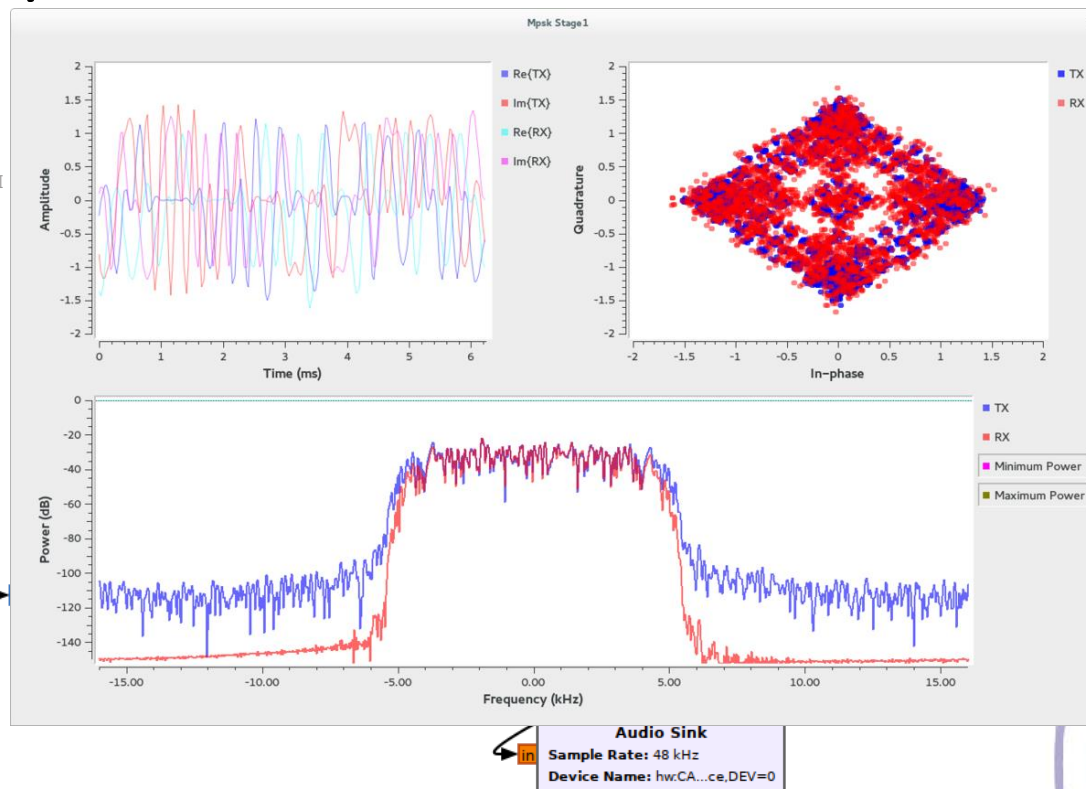 Mpsk Stage1
2
1.5
1
0.5
0
-0.5
-1
-1.5
-2
Amplitude
0 1 2 3 4 5 6
Time (ms)
Re{TX}
Im{TX}
Re{RX}
Im{RX}
2
1.5
1
0.5
0
-0.5
-1
-1.5
-2
Quadrature
-2 -1.5 -1 -0.5 0 0.5 1 1.5 2
In-phase
TX
RX
0
-20
-40
-60
-80
-100
-120
-140
Power (dB)
-15.00 -10.00 -5.00 0.00 5.00 10.00 15.00
Frequency (kHz)
TX
RX
Minimum Power
Maximum Power
in
Audio Sink
Sample Rate: 48 kHz
Device Name: hw:CA...ce,DEV=0